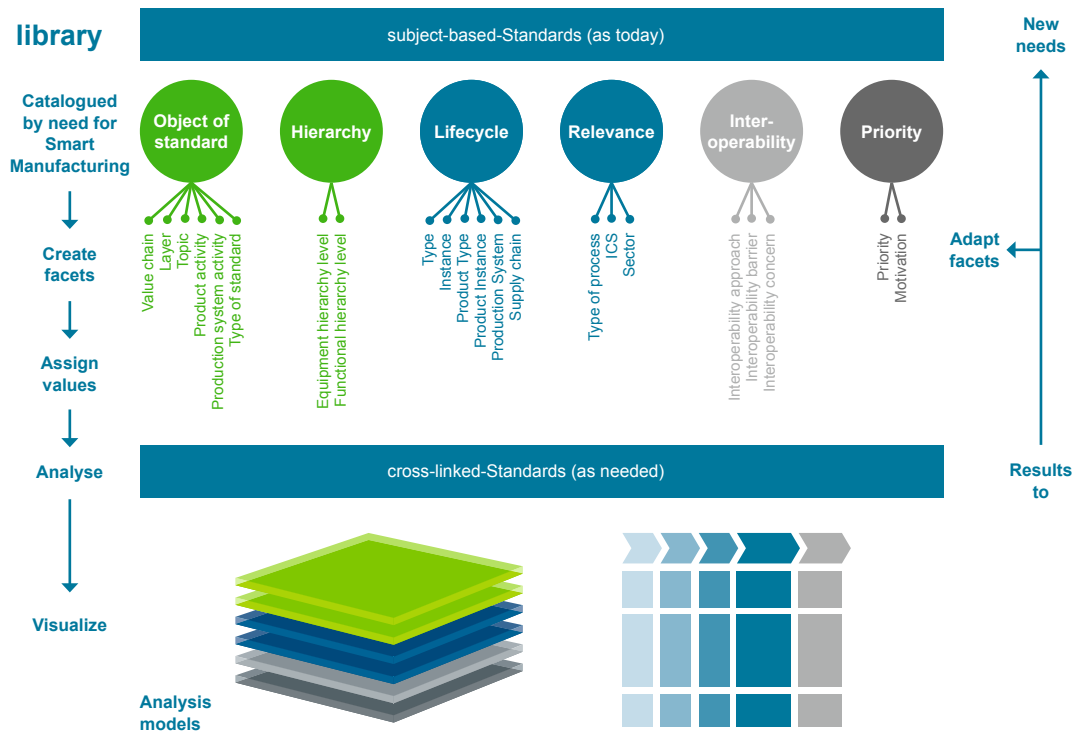 library
subject-based-Standards (as today)
New
needs
Catalogued
by need for
Smart
Manufacturing
Object of
standard
Hierarchy
Lifecycle
Relevance
Inter-
operability
Priority
Value chain
Layer
Topic
Product activity
Production system activity
Type of standard
Equipment hierarchy level
Functional hierarchy level
Type
Instance
Product Type
Product Instance
Production System
Supply chain
Type of process
ICS
Sector
Interoperability approach
Interoperability barrier
Interoperability concern
Priority
Motivation
Create
facets
Adapt
facets
Assign
values
Analyse
cross-linked-Standards (as needed)
Results
to
Visualize
Analysis
models